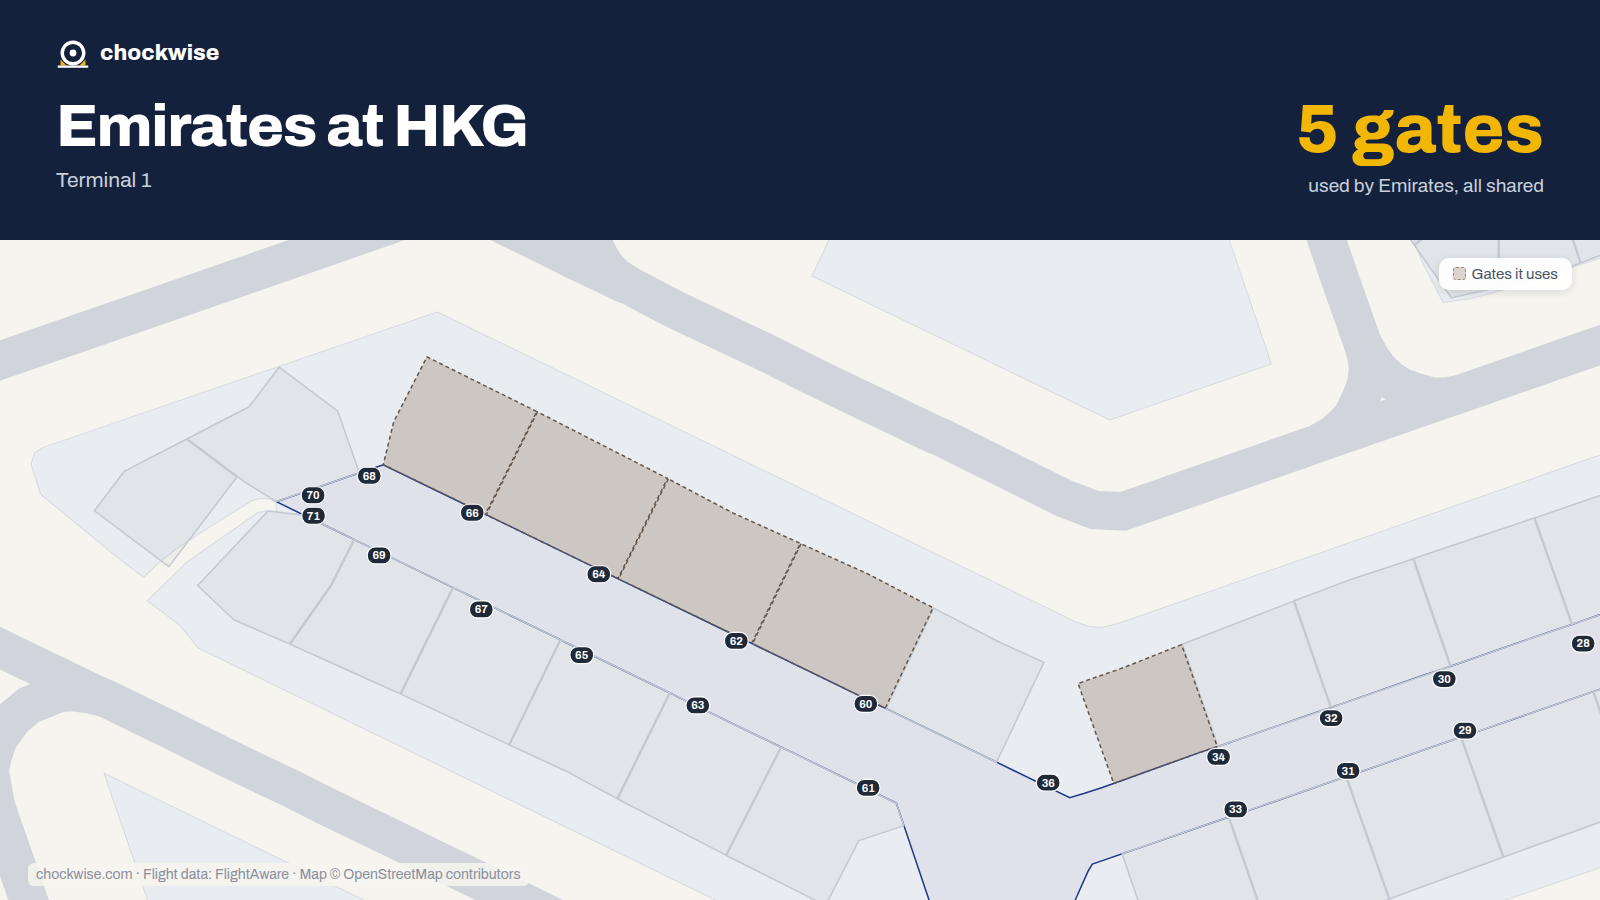 chockwise
Emirates at HKG
5 gates
Terminal 1
used by Emirates, all shared
Gates it uses
68
70
66
71
69
64
67
62
28
65
30
60
63
32
29
34
31
36
61
33
chockwise.com · Flight data: FlightAware · Map © OpenStreetMap contributors